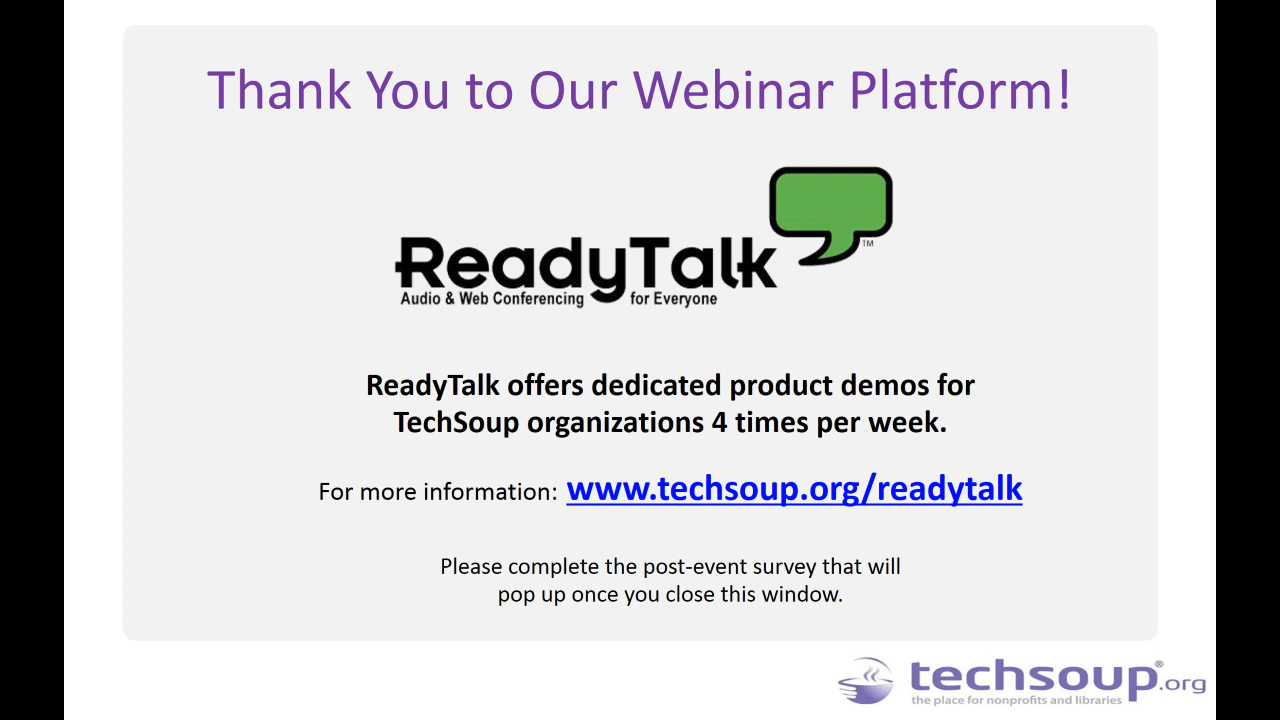 Thank You to Our Webinar Platform!
ReadyTalk
TM
Audio & Web Conferencing for Everyone
ReadyTalk offers dedicated product demos for
TechSoup organizations 4 times per week.
For more information: www.techsoup.org/readytalk
Please complete the post-event survey that will
pop up once you close this window.
techsoup®.org
the place for nonprofits and libraries